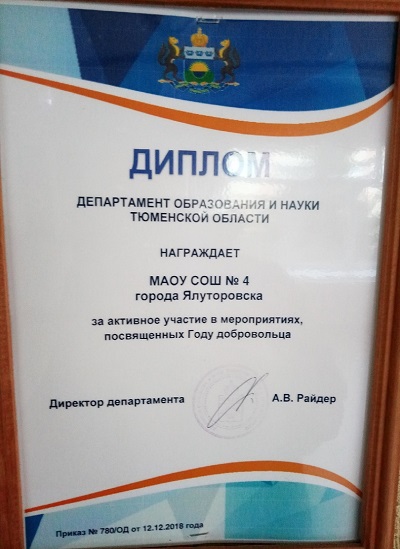 ДИПЛОМ
ДЕПАРТАМЕНТ ОБРАЗОВАНИЯ И НАУКИ
ТЮМЕНСКОЙ ОБЛАСТИ
НАГРАЖДАЕТ
МАОУ СОШ № 4
города Ялуторовска
за активное участие в мероприятиях,
посвященных Году добровольца
Директор департамента А.В. Райдер
Приказ № 780/ОД от 12.12.2018 года